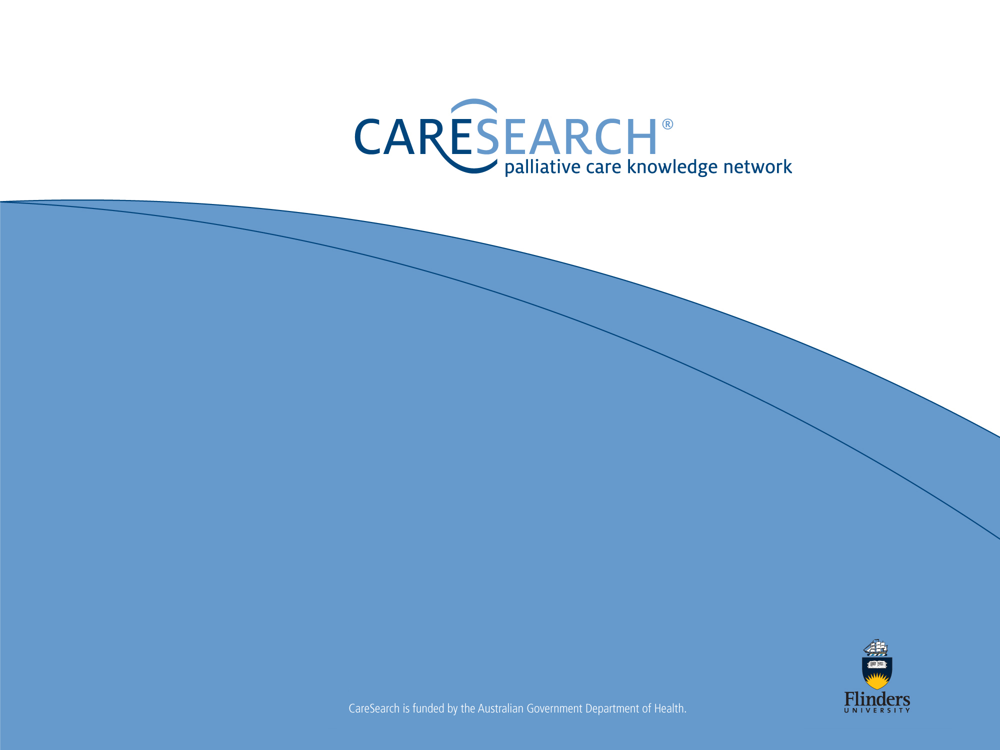 CARESEARCH®
palliative care knowledge network
CareSearch is funded by the Australian Government Department of Health.
Flinders
UNIVERSITY